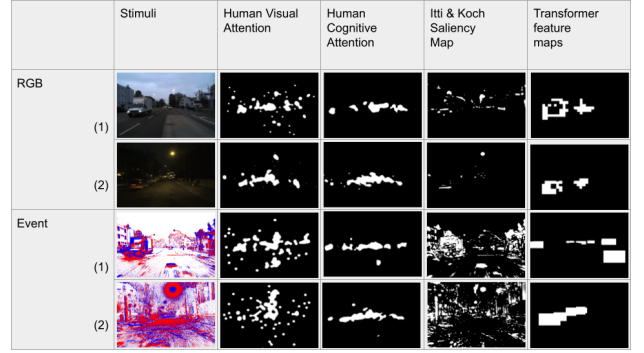 Stimuli
Human Visual
Attention
Human
Cognitive
Attention
Itti & Koch
Saliency
Map
Transformer
feature
maps
RGB
(1)
(2)
Event
(1)
(2)